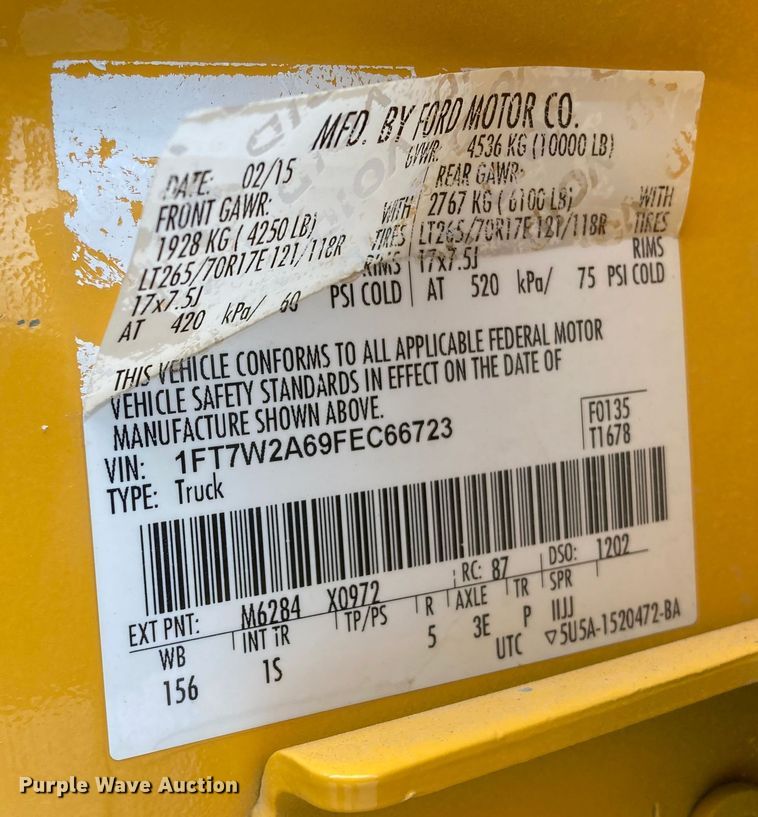 MFD. BY FORD MOTOR CO.
DATE: 02/15 GVWR: 4536 KG (10000 LB)
FRONT GAWR: REAR GAWR:
1928 KG ( 4250 LB) WITH 2767 KG ( 6100 LB) WITH
LT265/70R17E 121/118R TIRES LT265/70R17E 121/118R TIRES
17x7.5J RIMS 17x7.5J RIMS
AT 420 kPa/ 60 PSI COLD AT 520 kPa/ 75 PSI COLD
THIS VEHICLE CONFORMS TO ALL APPLICABLE FEDERAL MOTOR
VEHICLE SAFETY STANDARDS IN EFFECT ON THE DATE OF
MANUFACTURE SHOWN ABOVE.
VIN: 1FT7W2A69FEC66723 F0135
TYPE: Truck T1678
EXT PNT: M6284 X0972 RC: 87 DSO: 1202
WB INT TR TP/PS R AXLE TR SPR
156 1S 5 3E P IIJJ
UTC ▽5U5A-1520472-BA
Purple Wave Auction